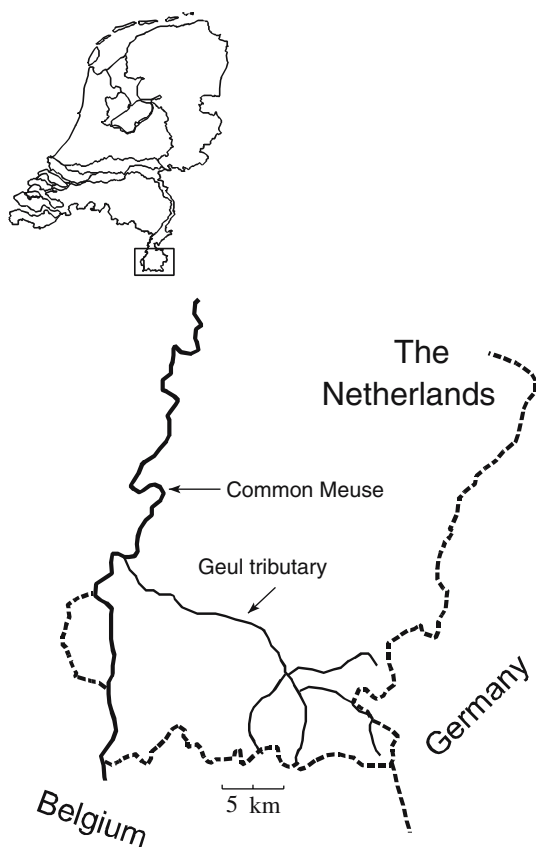 The
Netherlands
Common Meuse
Geul tributary
Germany
5 km
Belgium